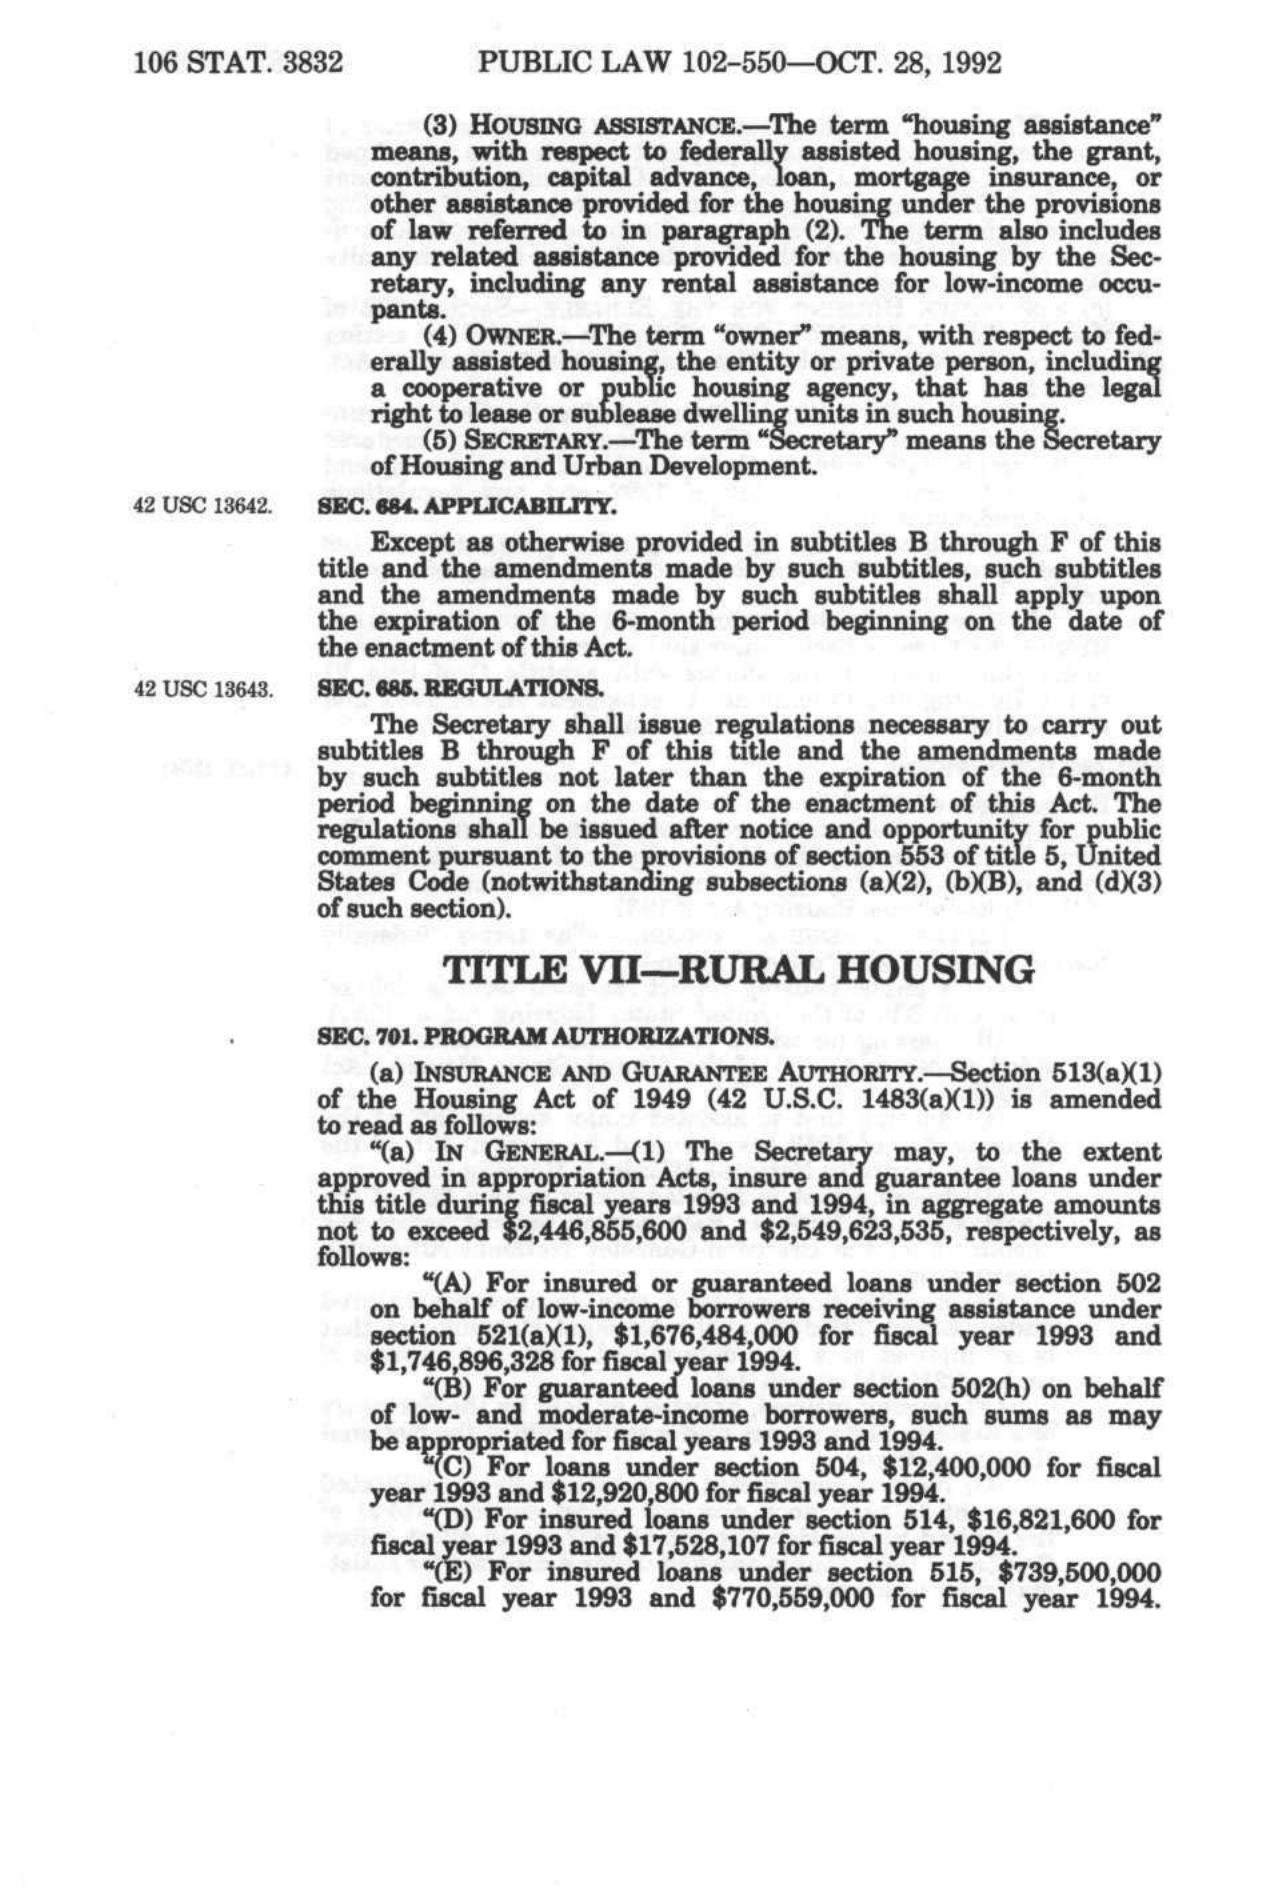 106 STAT. 3832 PUBLIC LAW 102-550—OCT. 28, 1992
(3) HOUSING ASSISTANCE.—The term "housing assistance"
means, with respect to federally assisted housing, the grant,
contribution, capital advance, loan, mortgage insurance, or
other assistance provided for the housing under the provisions
of law referred to in paragraph (2). The term also includes
any related assistance provided for the housing by the Sec-
retary, including any rental assistance for low-income occu-
pants.
(4) OWNER.—The term "owner" means, with respect to fed-
erally assisted housing, the entity or private person, including
a cooperative or public housing agency, that has the legal
right to lease or sublease dwelling units in such housing.
(5) SECRETARY.—The term "Secretary" means the Secretary
of Housing and Urban Development.
42 USC 13642. SEC. 684. APPLICABILITY.
Except as otherwise provided in subtitles B through F of this
title and the amendments made by such subtitles, such subtitles
and the amendments made by such subtitles shall apply upon
the expiration of the 6-month period beginning on the date of
the enactment of this Act.
42 USC 13643. SEC. 685. REGULATIONS.
The Secretary shall issue regulations necessary to carry out
subtitles B through F of this title and the amendments made
by such subtitles not later than the expiration of the 6-month
period beginning on the date of the enactment of this Act. The
regulations shall be issued after notice and opportunity for public
comment pursuant to the provisions of section 553 of title 5, United
States Code (notwithstanding subsections (a)(2), (b)(B), and (d)(3)
of such section).
TITLE VII—RURAL HOUSING
SEC. 701. PROGRAM AUTHORIZATIONS.
(a) INSURANCE AND GUARANTEE AUTHORITY.—Section 513(a)(1)
of the Housing Act of 1949 (42 U.S.C. 1483(a)(1)) is amended
to read as follows:
"(a) IN GENERAL.—(1) The Secretary may, to the extent
approved in appropriation Acts, insure and guarantee loans under
this title during fiscal years 1993 and 1994, in aggregate amounts
not to exceed $2,446,855,600 and $2,549,623,535, respectively, as
follows:
"(A) For insured or guaranteed loans under section 502
on behalf of low-income borrowers receiving assistance under
section 521(a)(1), $1,676,484,000 for fiscal year 1993 and
$1,746,896,328 for fiscal year 1994.
"(B) For guaranteed loans under section 502(h) on behalf
of low- and moderate-income borrowers, such sums as may
be appropriated for fiscal years 1993 and 1994.
"(C) For loans under section 504, $12,400,000 for fiscal
year 1993 and $12,920,800 for fiscal year 1994.
"(D) For insured loans under section 514, $16,821,600 for
fiscal year 1993 and $17,528,107 for fiscal year 1994.
"(E) For insured loans under section 515, $739,500,000
for fiscal year 1993 and $770,559,000 for fiscal year 1994.